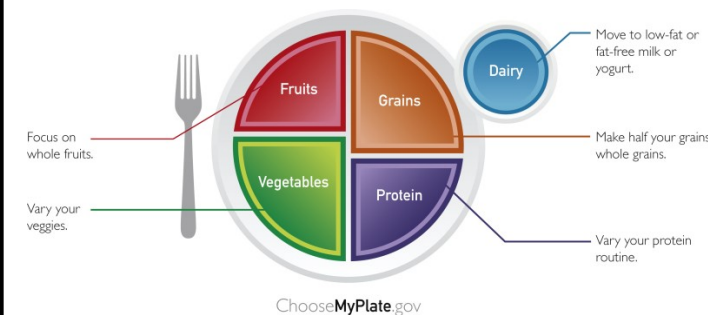 Move to low-fat or
fat-free milk or
yogurt.
Dairy
Fruits
Grains
Focus on
whole fruits.
Make half your grains
whole grains.
Vegetables
Protein
Vary your
veggies.
Vary your protein
routine.
ChooseMyPlate.gov